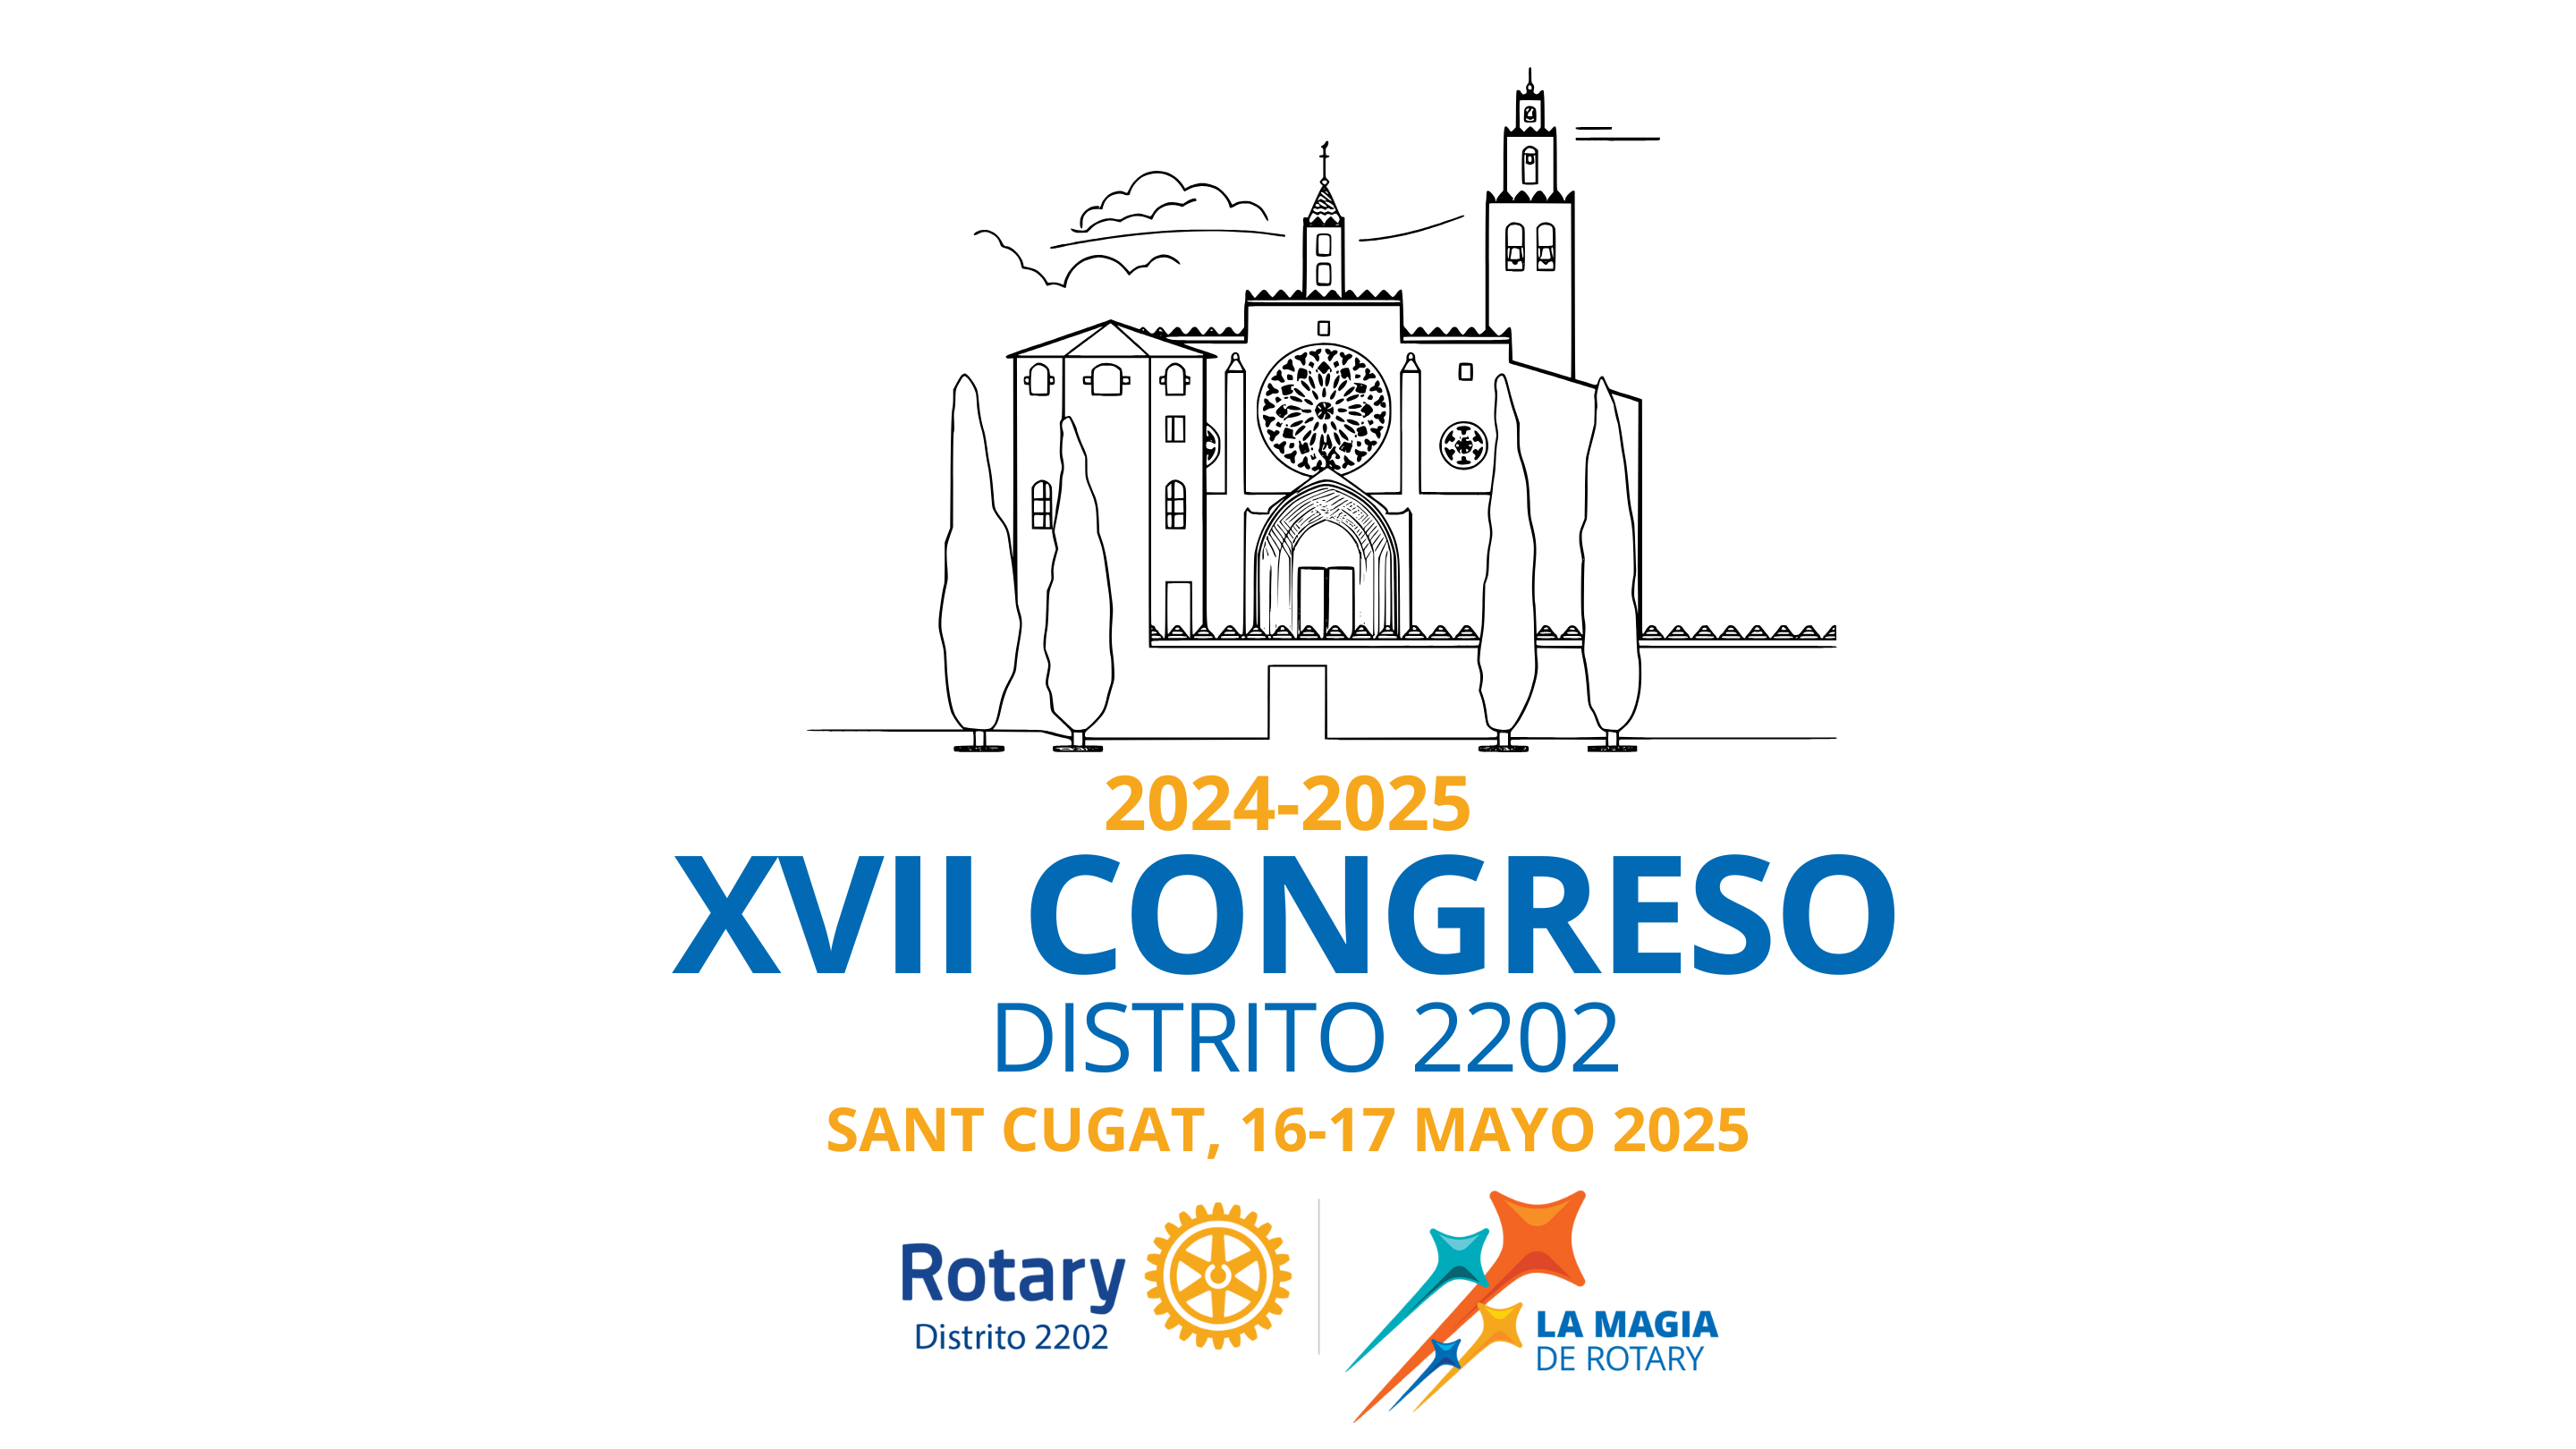 2024-2025
XVII CONGRESO
DISTRITO 2202
SANT CUGAT, 16-17 MAYO 2025
Rotary
Distrito 2202
LA MAGIA
DE ROTARY